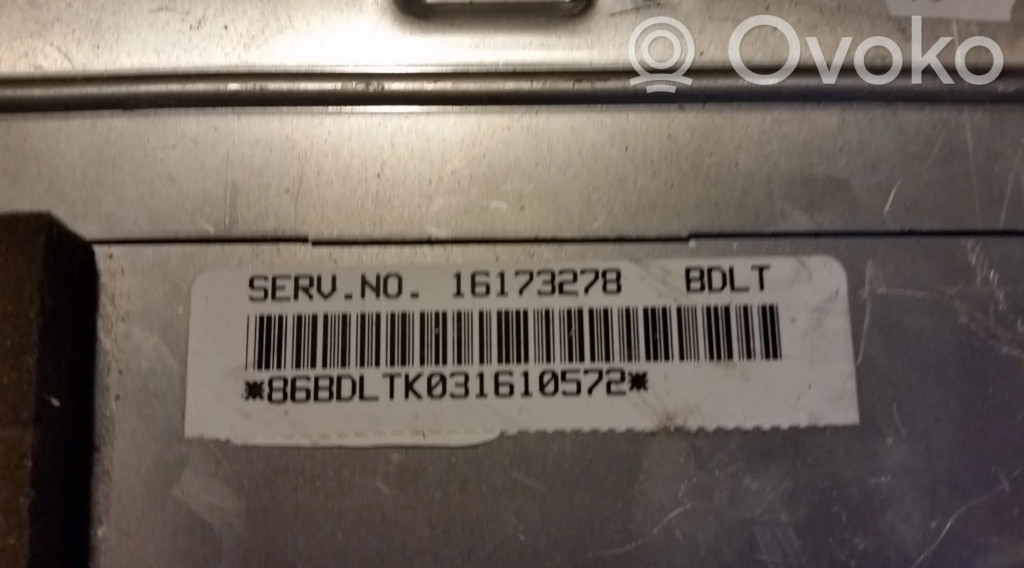 Ovoko
SERV.NO. 16173278 BDLT
*86BDLTK031610572*